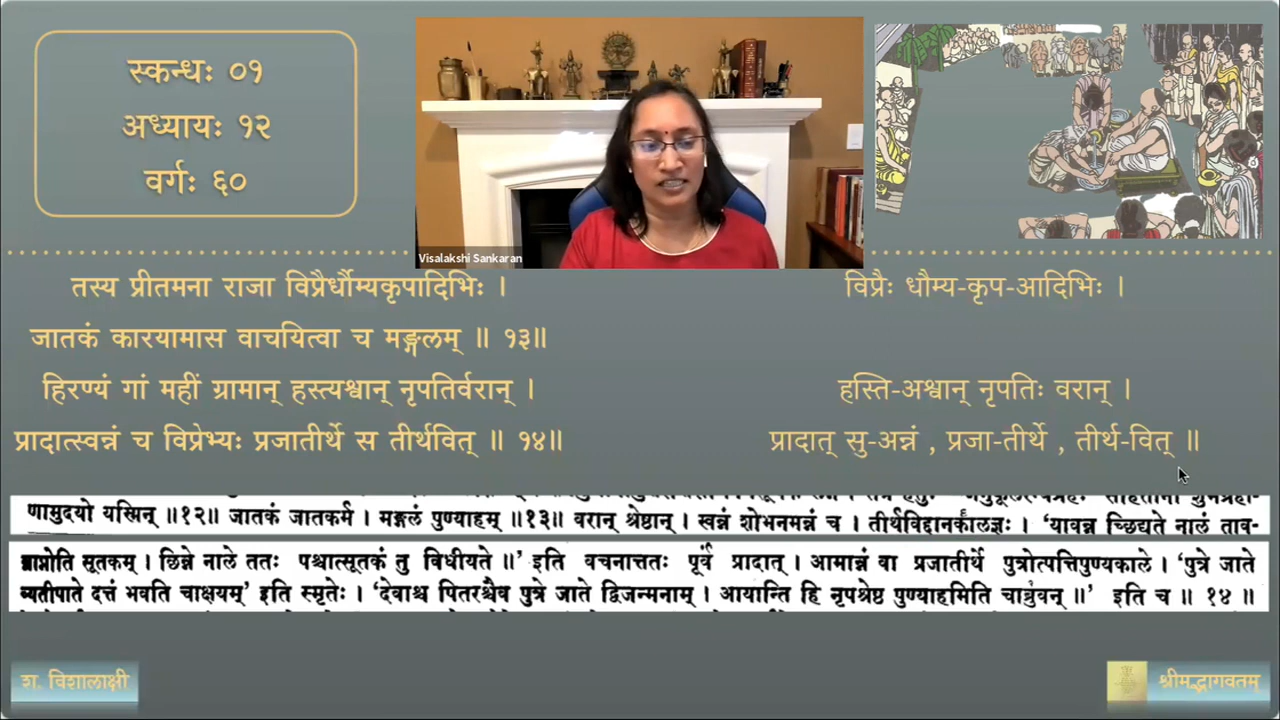 स्कन्धः ०१
अध्यायः १२
वर्गः ६०
Visalakshi Sankaran
तस्य प्रीतमना राजा विप्रैर्धौम्यकृपादिभिः ।
जातकं कारयामास वाचयित्वा च मङ्गलम् ॥ १३॥
हिरण्यं गां महीं ग्रामान् हस्त्यश्वान् नृपतिर्वरान् ।
प्रादात्स्वन्नं च विप्रेभ्यः प्रजातीर्थे स तीर्थवित् ॥ १४॥
विप्रैः धौम्य-कृप-आदिभिः ।
हस्ति-अश्वान् नृपतिः वरान् ।
प्रादात् सु-अन्नं , प्रजा-तीर्थे , तीर्थ-वित् ॥
णामुदयो यस्मिन् ॥१२॥ जातकं जातकर्म । मङ्गलं पुण्याहम् ॥१३॥ वरान् श्रेष्ठान् । स्वन्नं शोभनमन्नं च । तीर्थविद्दानकालज्ञः । ‘यावन्न च्छिद्यते नालं ताव-
न्नाप्नोति सूतकम् । छिन्ने नाले ततः पश्चात्सूतकं तु विधीयते ॥’ इति वचनात्ततः पूर्वं प्रादात् । आमान्नं वा प्रजातीर्थे पुत्रोत्पत्तिपुण्यकाले । ‘पुत्रे जाते
व्यतीपाते दत्तं भवति चाक्षयम्’ इति स्मृतेः । ‘देवाश्च पितरश्चैव पुत्रे जाते द्विजन्मनाम् । आयान्ति हि नृपश्रेष्ठ पुण्याहमिति चाब्रुवन् ॥’ इति च ॥ १४ ॥
श. विशालाक्षी
श्रीमद्भागवतम्